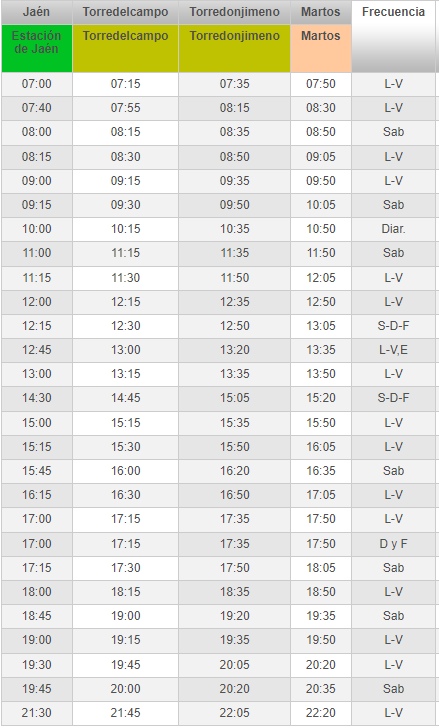 Jaén Torredelcampo Torredonjimeno Martos Frecuencia
Estación de Jaén Torredelcampo Torredonjimeno Martos
07:00 07:15 07:35 07:50 L-V
07:40 07:55 08:15 08:30 L-V
08:00 08:15 08:35 08:50 Sab
08:15 08:30 08:50 09:05 L-V
09:00 09:15 09:35 09:50 L-V
09:15 09:30 09:50 10:05 Sab
10:00 10:15 10:35 10:50 Diar.
11:00 11:15 11:35 11:50 Sab
11:15 11:30 11:50 12:05 L-V
12:00 12:15 12:35 12:50 L-V
12:15 12:30 12:50 13:05 S-D-F
12:45 13:00 13:20 13:35 L-V,E
13:00 13:15 13:35 13:50 L-V
14:30 14:45 15:05 15:20 S-D-F
15:00 15:15 15:35 15:50 L-V
15:15 15:30 15:50 16:05 L-V
15:45 16:00 16:20 16:35 Sab
16:15 16:30 16:50 17:05 L-V
17:00 17:15 17:35 17:50 L-V
17:00 17:15 17:35 17:50 D y F
17:15 17:30 17:50 18:05 Sab
18:00 18:15 18:35 18:50 L-V
18:45 19:00 19:20 19:35 Sab
19:00 19:15 19:35 19:50 L-V
19:30 19:45 20:05 20:20 L-V
19:45 20:00 20:20 20:35 Sab
21:30 21:45 22:05 22:20 L-V